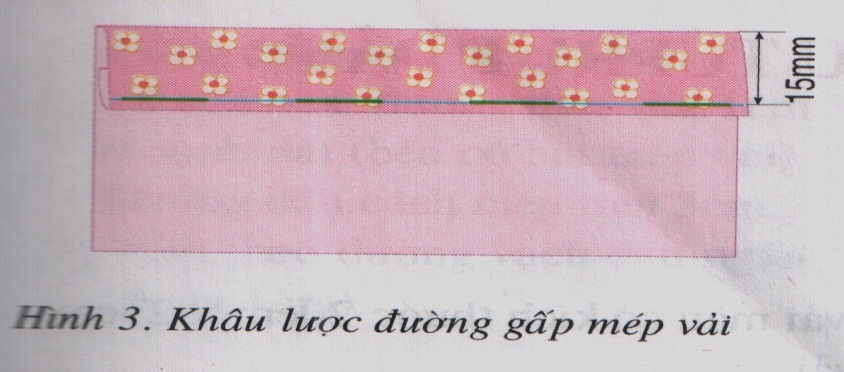 15mm
Hình 3. Khâu lược đường gấp mép vải